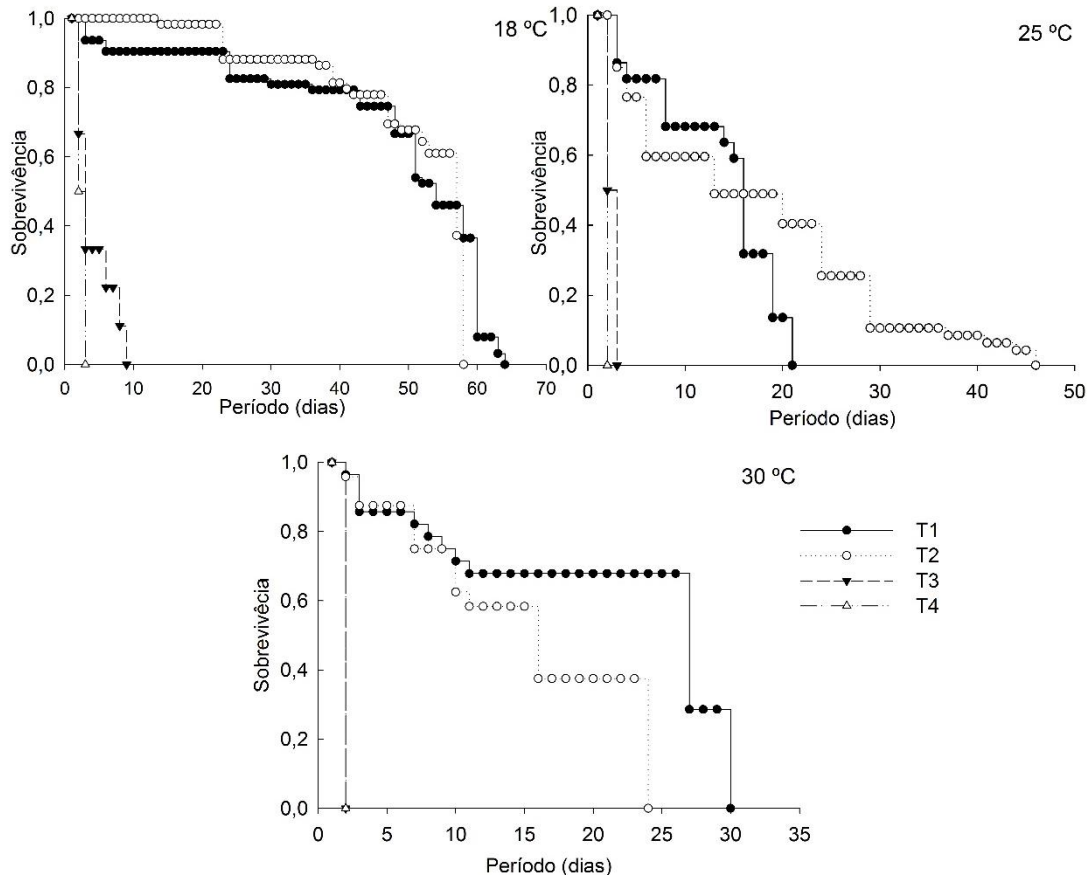 18 ºC
Sobrevivência
1,0
0,8
0,6
0,4
0,2
0,0
0 10 20 30 40 50 60 70
Período (dias)
25 ºC
Sobrevivência
1,0
0,8
0,6
0,4
0,2
0,0
0 10 20 30 40 50
Período (dias)
30 ºC
Sobrevivêcia
1,0
0,8
0,6
0,4
0,2
0,0
0 5 10 15 20 25 30 35
Período (dias)
T1
T2
T3
T4